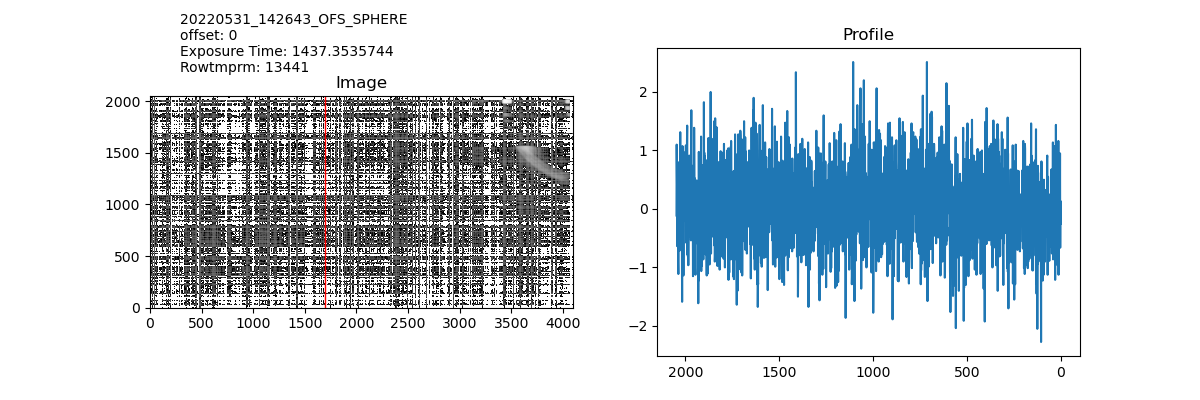 20220531_142643_OFS_SPHERE
offset: 0
Exposure Time: 1437.3535744
Rowtmprm: 13441
Image
2000
1500
1000
500
0
0 500 1000 1500 2000 2500 3000 3500 4000
Profile
2
1
0
−1
−2
2000 1500 1000 500 0